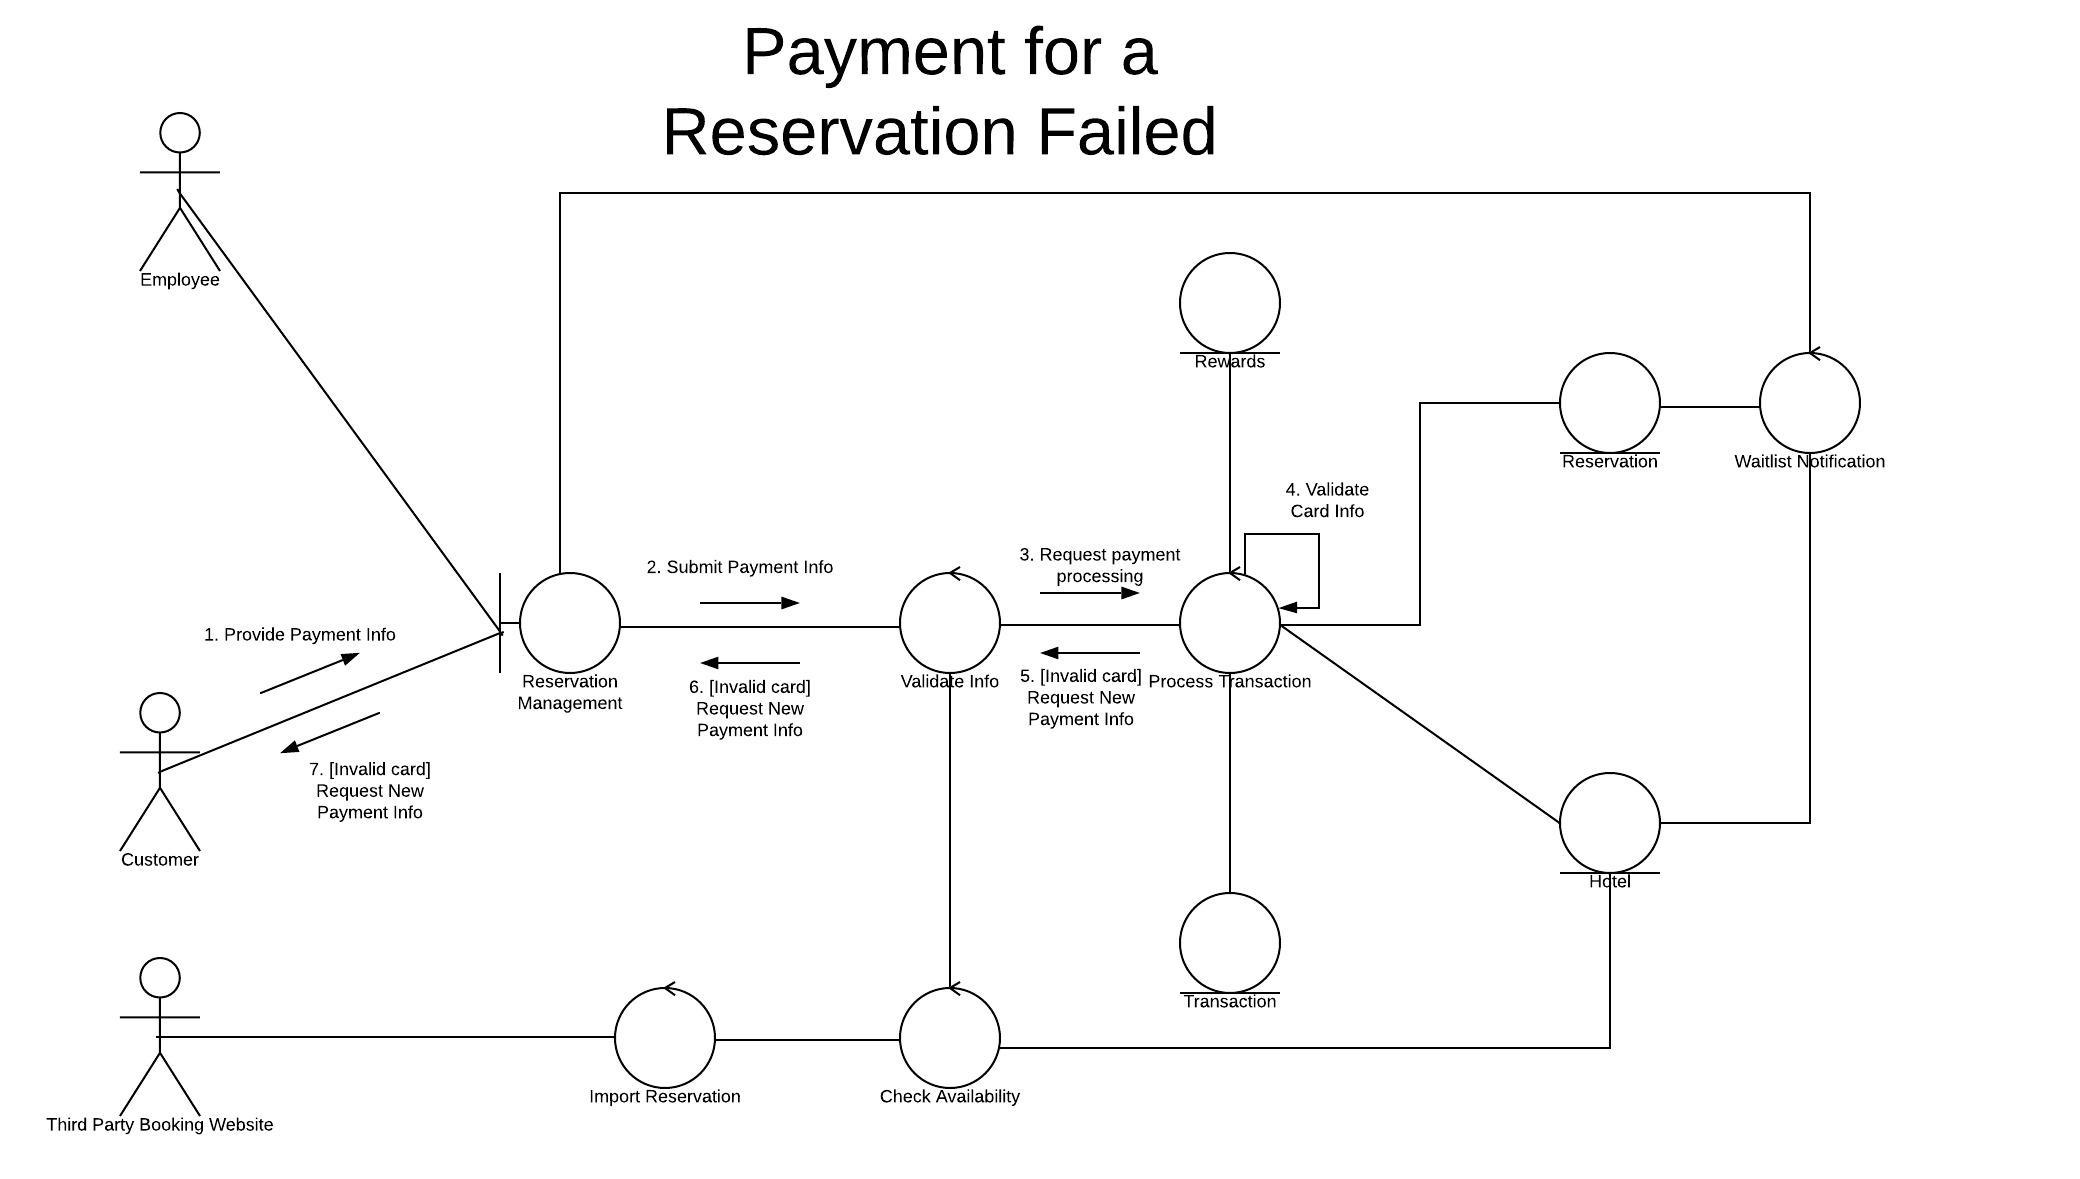 Payment for a
Reservation Failed
Employee
Rewards
Reservation
Waitlist Notification
4. Validate
Card Info
3. Request payment
processing
2. Submit Payment Info
1. Provide Payment Info
Reservation
Management
Validate Info
Process Transaction
5. [Invalid card]
Request New
Payment Info
6. [Invalid card]
Request New
Payment Info
7. [Invalid card]
Request New
Payment Info
Customer
Hotel
Transaction
Import Reservation
Check Availability
Third Party Booking Website